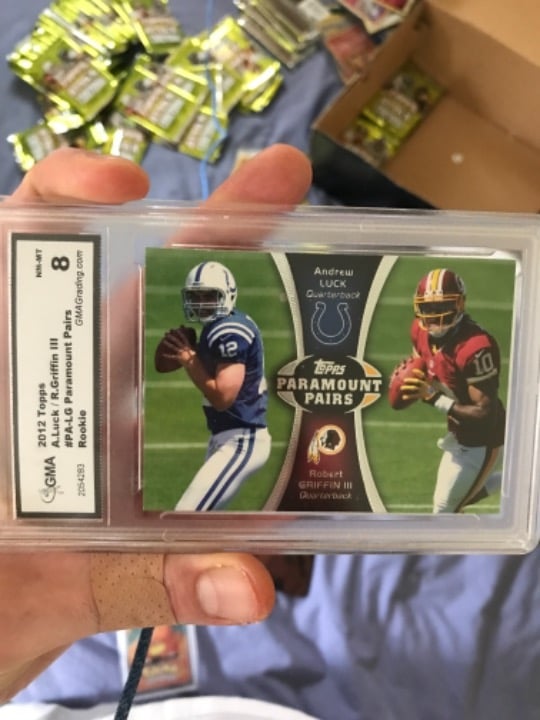 2012 Topps
A.Luck / R.Griffin III
#PA-LG Paramount Pairs
Rookie
GMAGrading.com
NM-MT
8
GMA
2054283
Andrew
LUCK
Quarterback
12
10
TOPPS
PARAMOUNT
PAIRS
Robert
GRIFFIN III
Quarterback